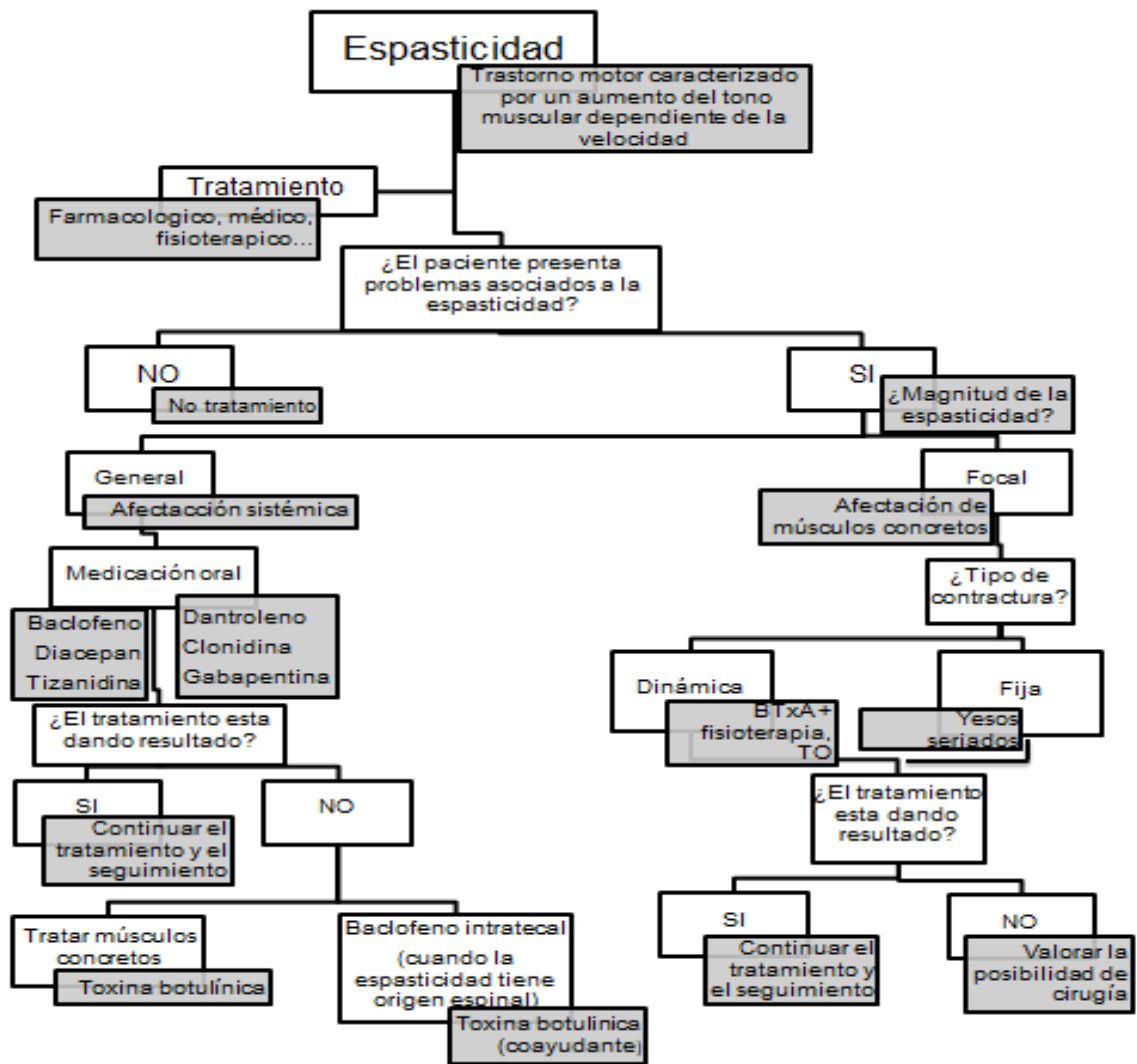 Espasticidad
Trastorno motor caracterizado
por un aumento del tono
muscular dependiente de la
velocidad
Tratamiento
Farmacologico, médico,
fisioterapico...
¿El paciente presenta
problemas asociados a la
espasticidad?
NO
No tratamiento
SI
¿Magnitud de la
espasticidad?
General
Afectacción sistémica
Focal
Afectación de
músculos concretos
Medicación oral
Baclofeno
Diacepan
Tizanidina
Dantroleno
Clonidina
Gabapentina
¿Tipo de
contractura?
Dinámica
BTxA+
fisioterapia,
TO
Fija
Yesos
seriados
¿El tratamiento esta
dando resultado?
SI
Continuar el
tratamiento y el
seguimiento
NO
¿El tratamiento
esta dando
resultado?
Tratar músculos
concretos
Toxina botulínica
Baclofeno intratecal
(cuando la
espasticidad tiene
origen espinal)
Toxina botulinica
(coayudante)
SI
Continuar el
tratamiento y
el seguimiento
NO
Valorar la
posibilidad de
cirugía